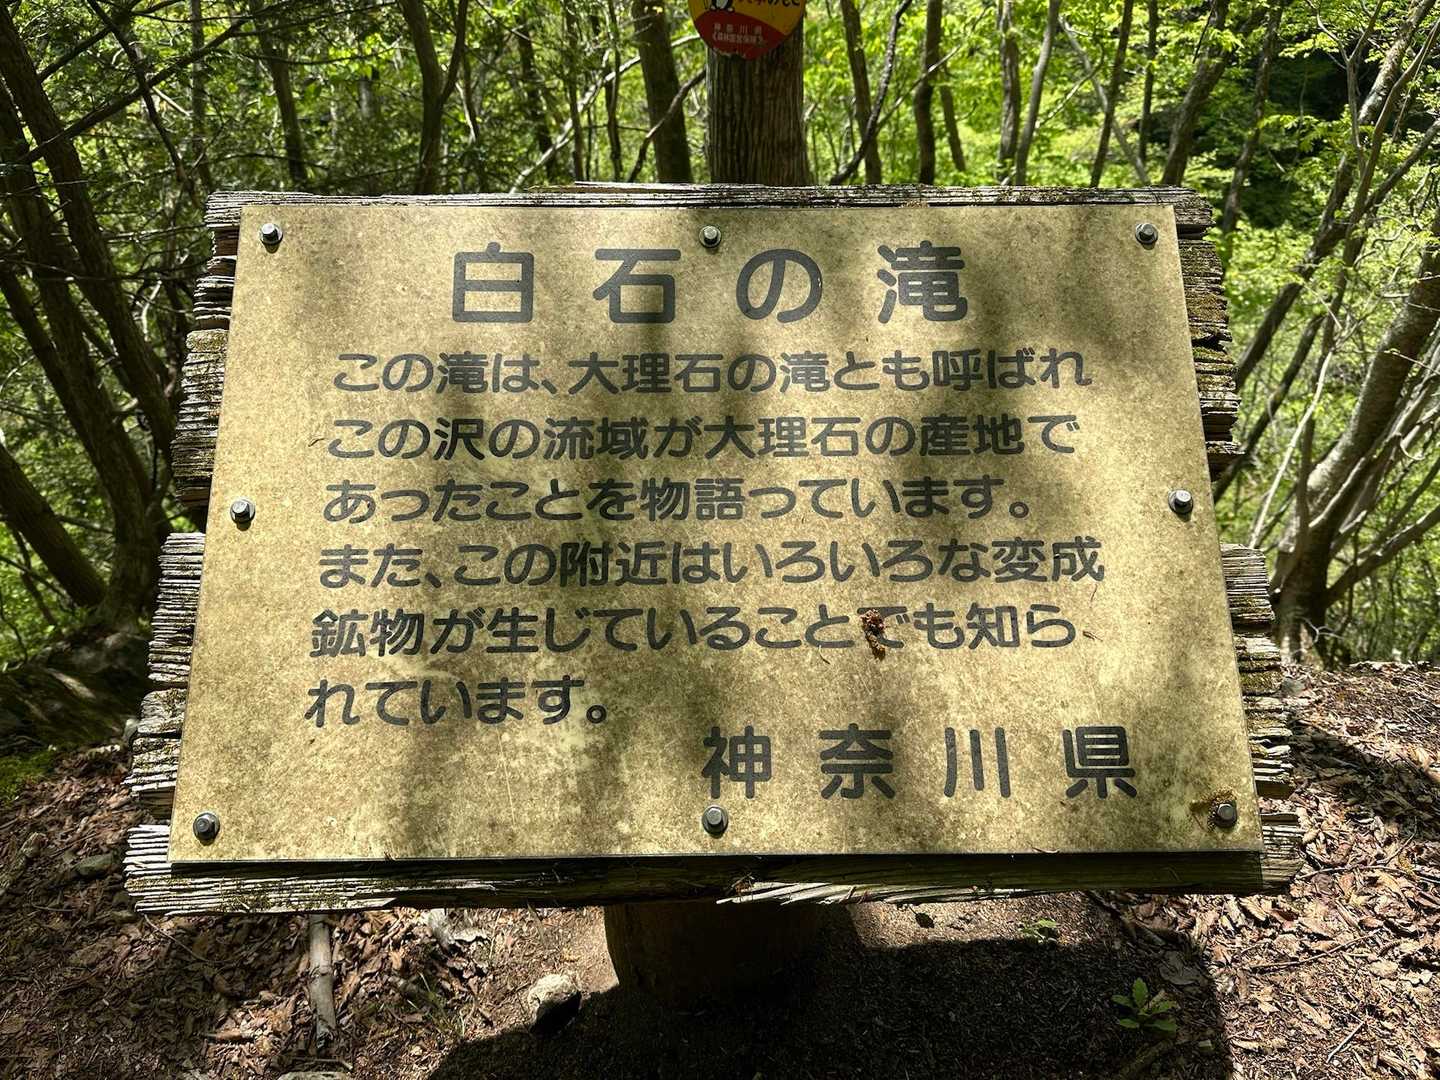 神奈川県
白石の滝
この滝は、大理石の滝とも呼ばれ
この沢の流域が大理石の産地で
あったことを物語っています。
また、この附近はいろいろな変成
鉱物が生じていることでも知ら
れています。
神奈川県